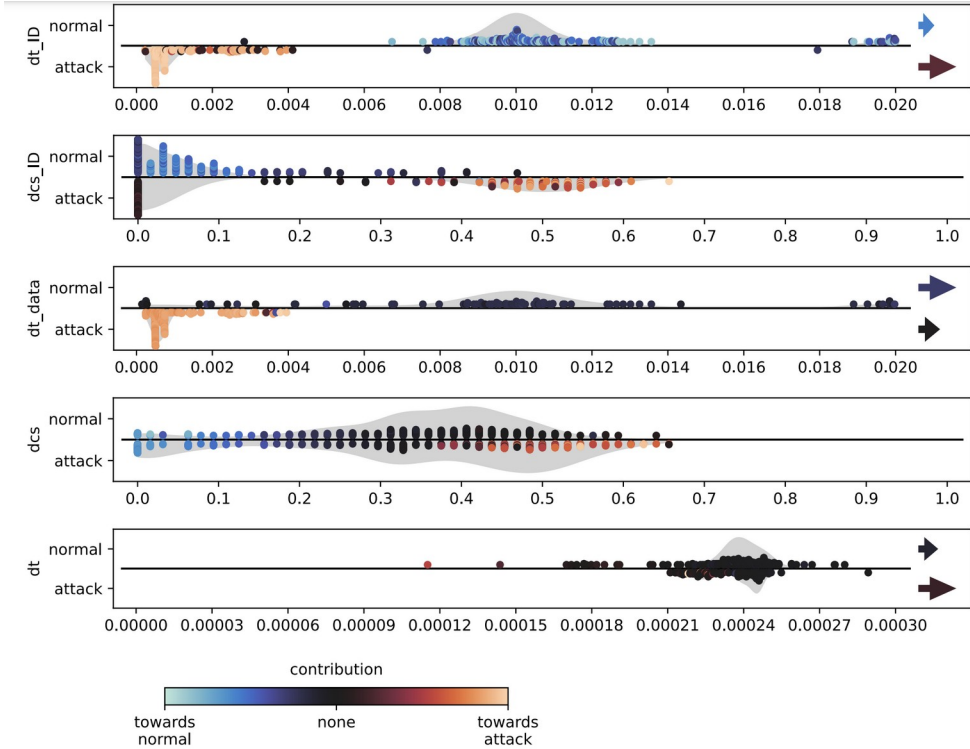 dt_ID
normal
attack
0.000 0.002 0.004 0.006 0.008 0.010 0.012 0.014 0.016 0.018 0.020
dcs_ID
normal
attack
0.0 0.1 0.2 0.3 0.4 0.5 0.6 0.7 0.8 0.9 1.0
dt_data
normal
attack
0.000 0.002 0.004 0.006 0.008 0.010 0.012 0.014 0.016 0.018 0.020
dcs
normal
attack
0.0 0.1 0.2 0.3 0.4 0.5 0.6 0.7 0.8 0.9 1.0
dt
normal
attack
0.00000 0.00003 0.00006 0.00009 0.00012 0.00015 0.00018 0.00021 0.00024 0.00027 0.00030
contribution
towards normal
none
towards attack